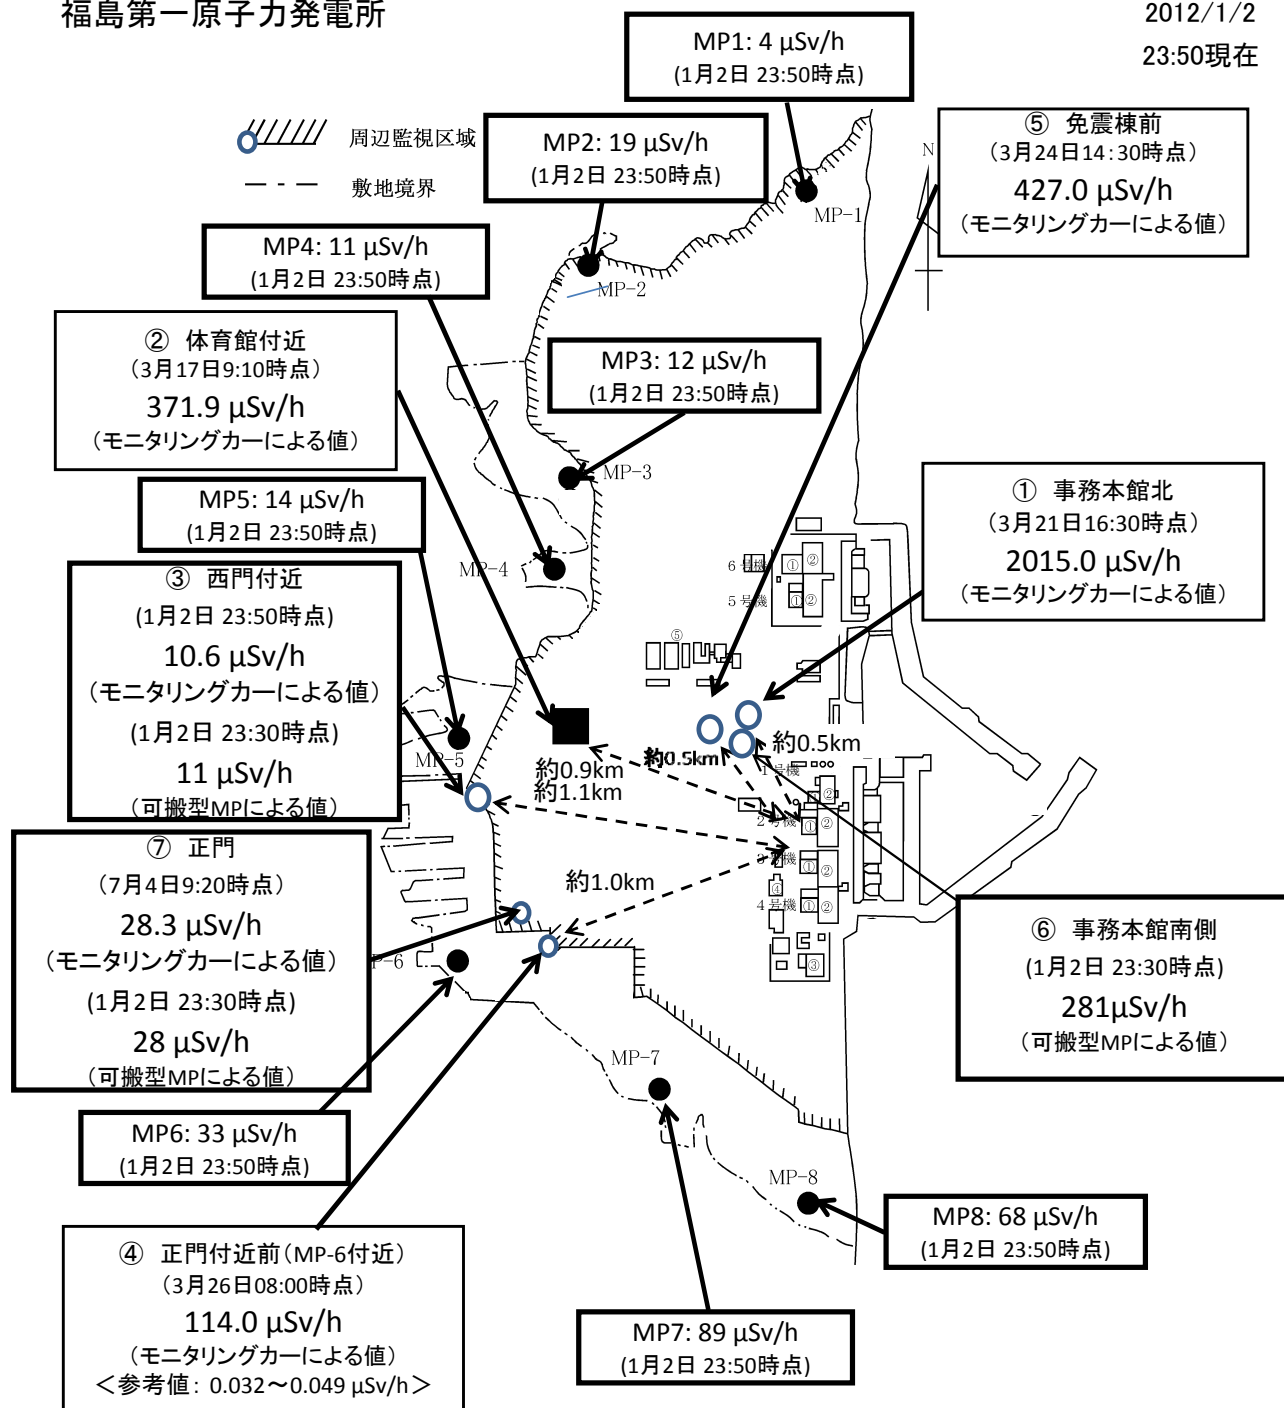 福島第一原子力発電所
2012/1/2
23:50現在
MP1: 4 μSv/h
(1月2日 23:50時点)
周辺監視区域
敷地境界
MP2: 19 μSv/h
(1月2日 23:50時点)
⑤ 免震棟前
(3月24日14:30時点)
427.0 μSv/h
(モニタリングカーによる値)
N
MP-1
MP4: 11 μSv/h
(1月2日 23:50時点)
MP-2
② 体育館付近
(3月17日9:10時点)
371.9 μSv/h
(モニタリングカーによる値)
MP3: 12 μSv/h
(1月2日 23:50時点)
MP-3
MP5: 14 μSv/h
(1月2日 23:50時点)
① 事務本館北
(3月21日16:30時点)
2015.0 μSv/h
(モニタリングカーによる値)
MP-4
6号機
① ②
5号機
① ②
③ 西門付近
(1月2日 23:50時点)
10.6 μSv/h
(モニタリングカーによる値)
(1月2日 23:30時点)
11 μSv/h
(可搬型MPによる値)
⑤
MP-5
約0.5km
約0.5km
約0.9km
約1.1km
1号機
① ②
2号機
① ②
3号機
① ②
④
4号機
① ②
③
約1.0km
⑦ 正門
(7月4日9:20時点)
28.3 μSv/h
(モニタリングカーによる値)
(1月2日 23:30時点)
28 μSv/h
(可搬型MPによる値)
P-6
⑥ 事務本館南側
(1月2日 23:30時点)
281μSv/h
(可搬型MPによる値)
MP-7
MP6: 33 μSv/h
(1月2日 23:50時点)
MP-8
MP8: 68 μSv/h
(1月2日 23:50時点)
④ 正門付近前(MP-6付近)
(3月26日08:00時点)
114.0 μSv/h
(モニタリングカーによる値)
＜参考値: 0.032～0.049 μSv/h＞
MP7: 89 μSv/h
(1月2日 23:50時点)